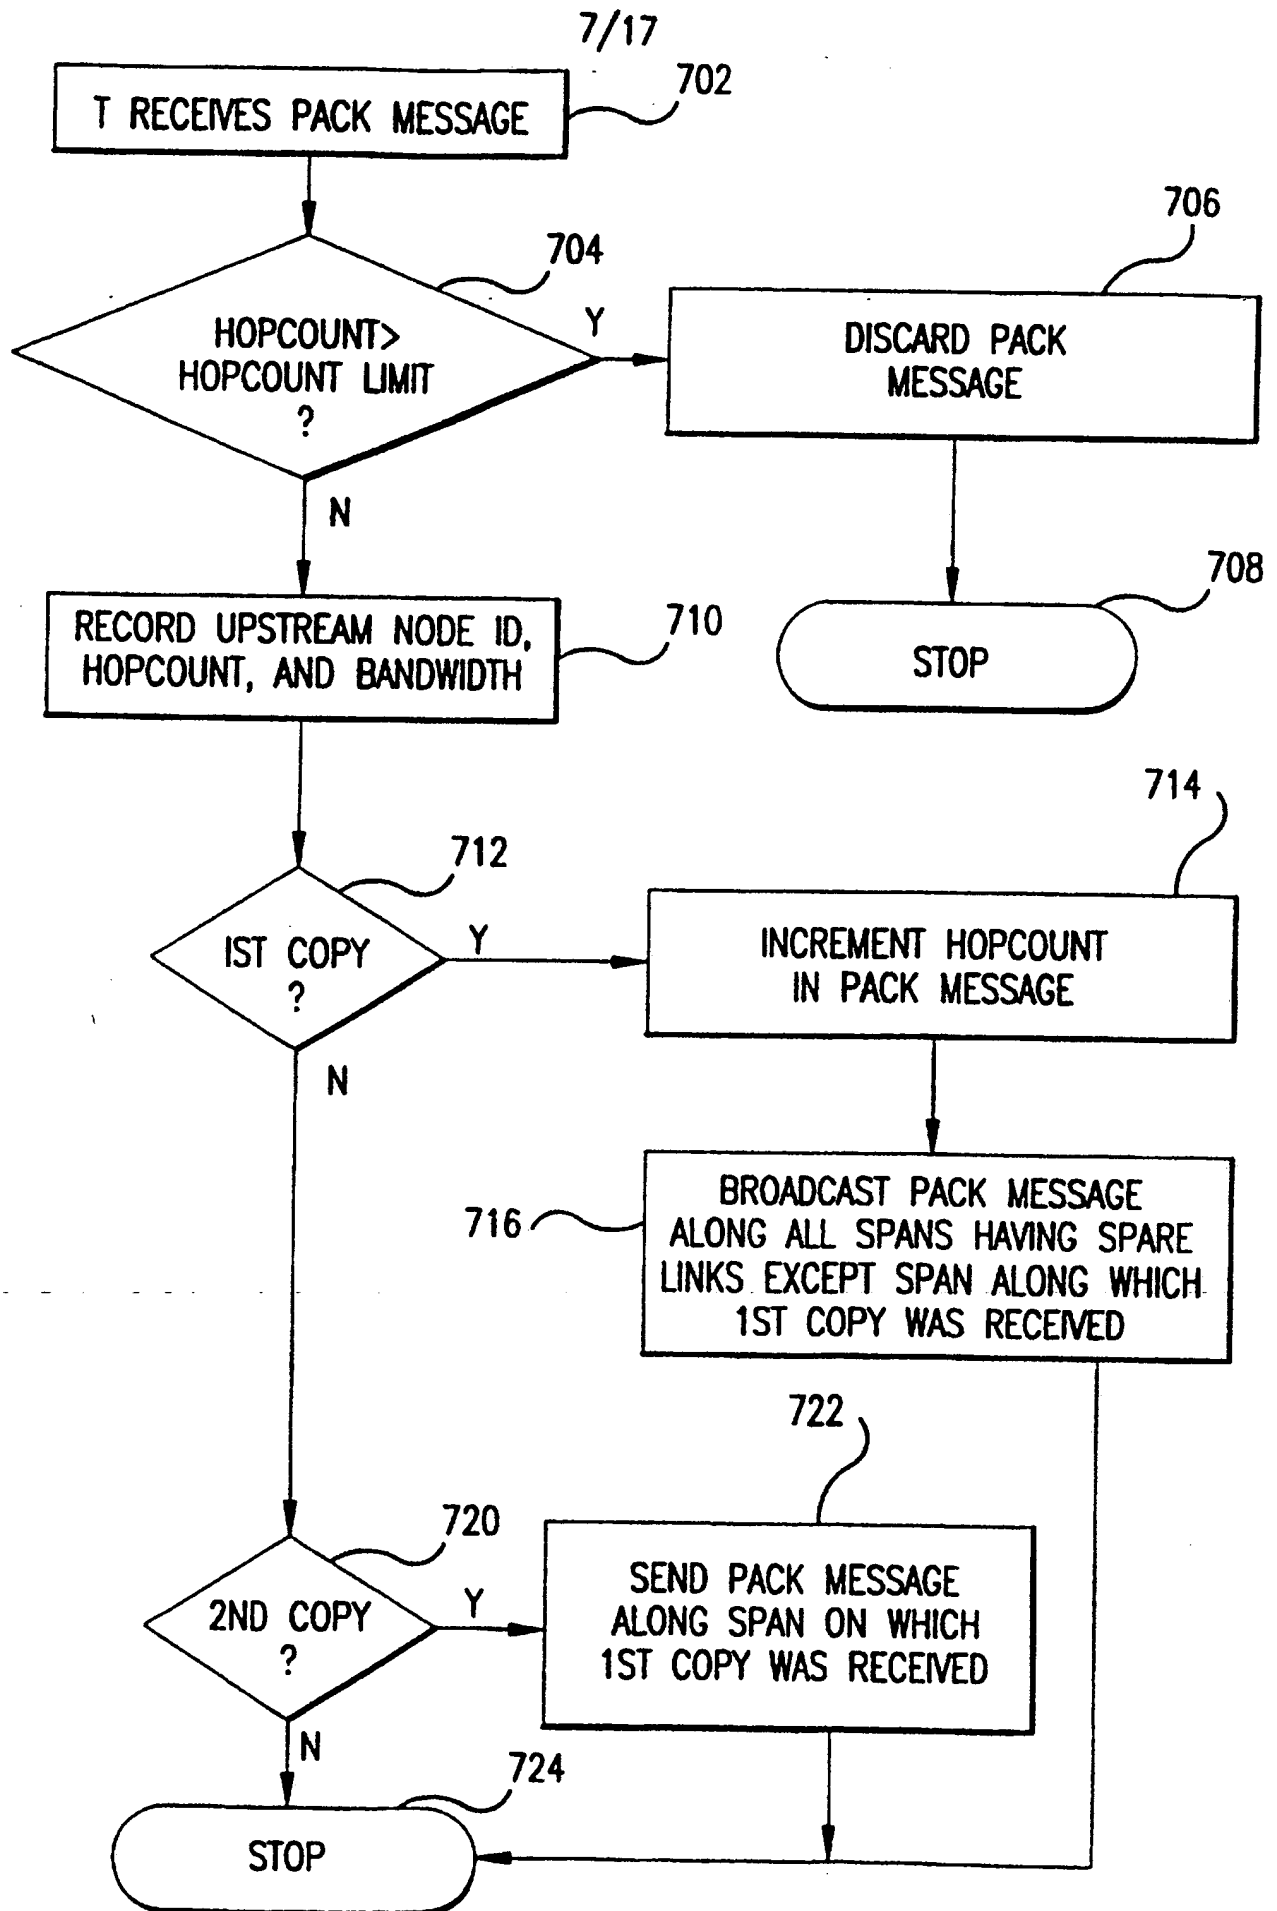 7/17
702
T RECEIVES PACK MESSAGE
706
704
HOPCOUNT>
HOPCOUNT LIMIT
?
Y
DISCARD PACK
MESSAGE
N
708
STOP
RECORD UPSTREAM NODE ID,
HOPCOUNT, AND BANDWIDTH
710
714
712
1ST COPY
?
Y
INCREMENT HOPCOUNT
IN PACK MESSAGE
N
716
BROADCAST PACK MESSAGE
ALONG ALL SPANS HAVING SPARE
LINKS EXCEPT SPAN ALONG WHICH
1ST COPY WAS RECEIVED
722
720
2ND COPY
?
Y
SEND PACK MESSAGE
ALONG SPAN ON WHICH
1ST COPY WAS RECEIVED
N
724
STOP